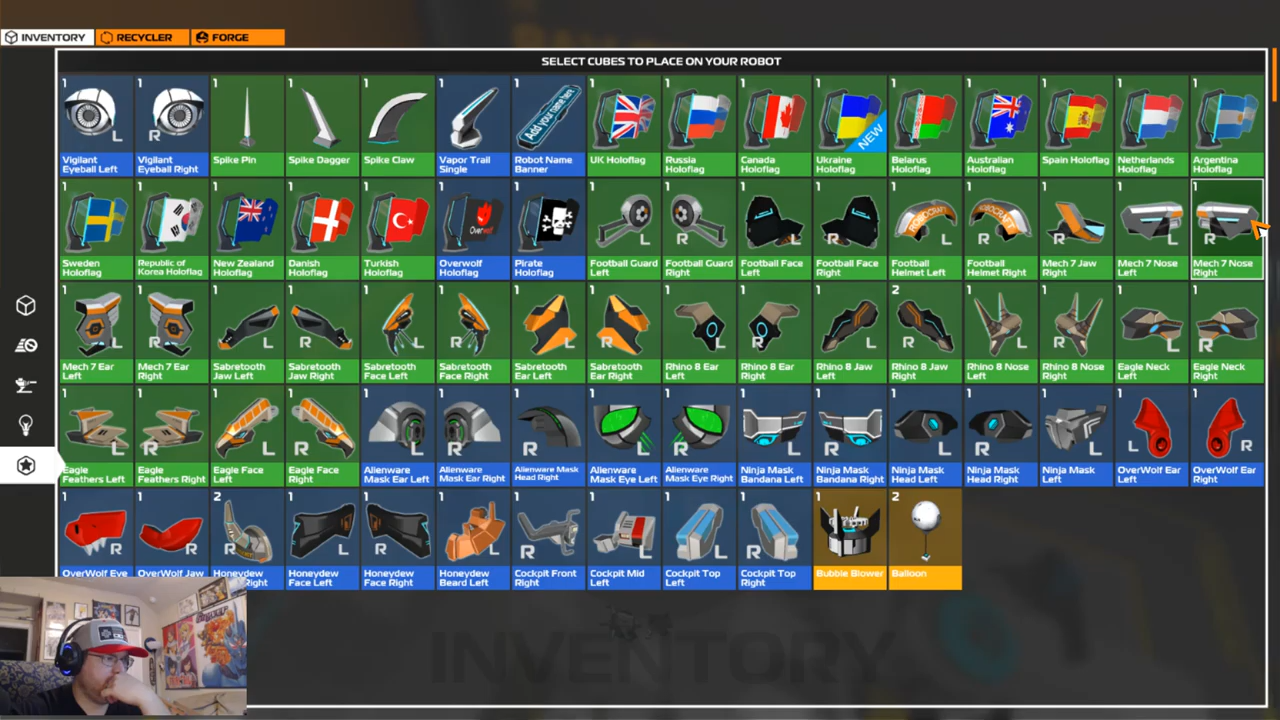 INVENTORY RECYCLER FORGE
SELECT CUBES TO PLACE ON YOUR ROBOT
1 1 1 1 1 1 1 1 1 1 1 1 1 1 1 1
L R Add your name here NEW
Vigilant Eyeball Left
Vigilant Eyeball Right
Spike Pin
Spike Dagger
Spike Claw
Vapor Trail Single
Robot Name Banner
UK Holoflag
Russia Holoflag
Canada Holoflag
Ukraine Holoflag
Belarus Holoflag
Australian Holoflag
Spain Holoflag
Netherlands Holoflag
Argentina Holoflag
1 1 1 1 1 1 1 1 1 1 1 1 1 1 1 1
Overwolf L R L R ROBOCRAFT L ROBOCRAFT R L L R
Sweden Holoflag
Republic of Korea Holoflag
New Zealand Holoflag
Danish Holoflag
Turkish Holoflag
Overwolf Holoflag
Pirate Holoflag
Football Guard Left
Football Guard Right
Football Face Left
Football Face Right
Football Helmet Left
Football Helmet Right
Mech 7 Jaw Right
Mech 7 Nose Left
Mech 7 Nose Right
1 1 1 1 1 1 1 1 1 1 1 2 1 1 1 1
L R L R L R L R L R L R L R L R
Mech 7 Ear Left
Mech 7 Ear Right
Sabretooth Jaw Left
Sabretooth Jaw Right
Sabretooth Face Left
Sabretooth Face Right
Sabretooth Ear Left
Sabretooth Ear Right
Rhino 8 Ear Left
Rhino 8 Ear Right
Rhino 8 Jaw Left
Rhino 8 Jaw Right
Rhino 8 Nose Left
Rhino 8 Nose Right
Eagle Neck Left
Eagle Neck Right
1 1 1 1 1 1 1 1 1 1 1 1 1 1 1 1
L R L R L R R L R L R L R L L R
Eagle Feathers Left
Eagle Feathers Right
Eagle Face Left
Eagle Face Right
Alienware Mask Ear Left
Alienware Mask Ear Right
Alienware Mask Head Right
Alienware Mask Eye Left
Alienware Mask Eye Right
Ninja Mask Bandana Left
Ninja Mask Bandana Right
Ninja Mask Head Left
Ninja Mask Head Right
Ninja Mask Left
OverWolf Ear Left
OverWolf Ear Right
1 1 2 1 1 1 1 1 1 1 1 2
R R R L R L R L L R
OverWolf Eye
OverWolf Jaw
Honeydew Right
Honeydew Face Left
Honeydew Face Right
Honeydew Beard Left
Cockpit Front Right
Cockpit Mid Left
Cockpit Top Left
Cockpit Top Right
Bubble Blower
Balloon
INVENTORY